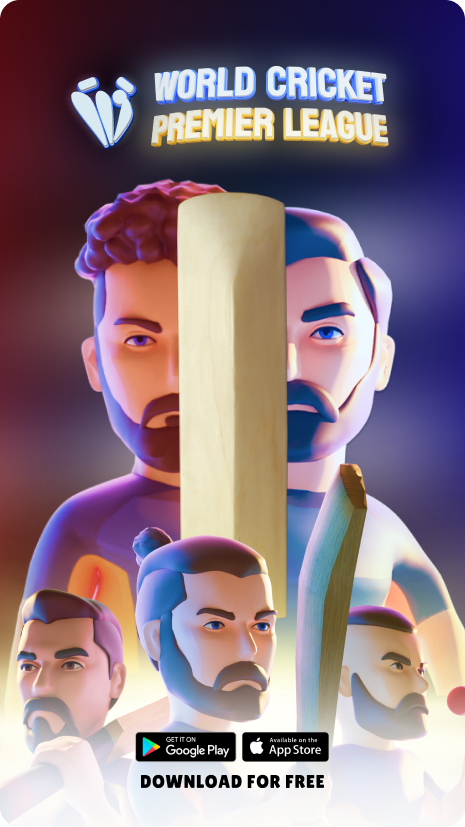 WORLD CRICKET
PREMIER LEAGUE
GET IT ON
Google Play
Available on the
App Store
DOWNLOAD FOR FREE